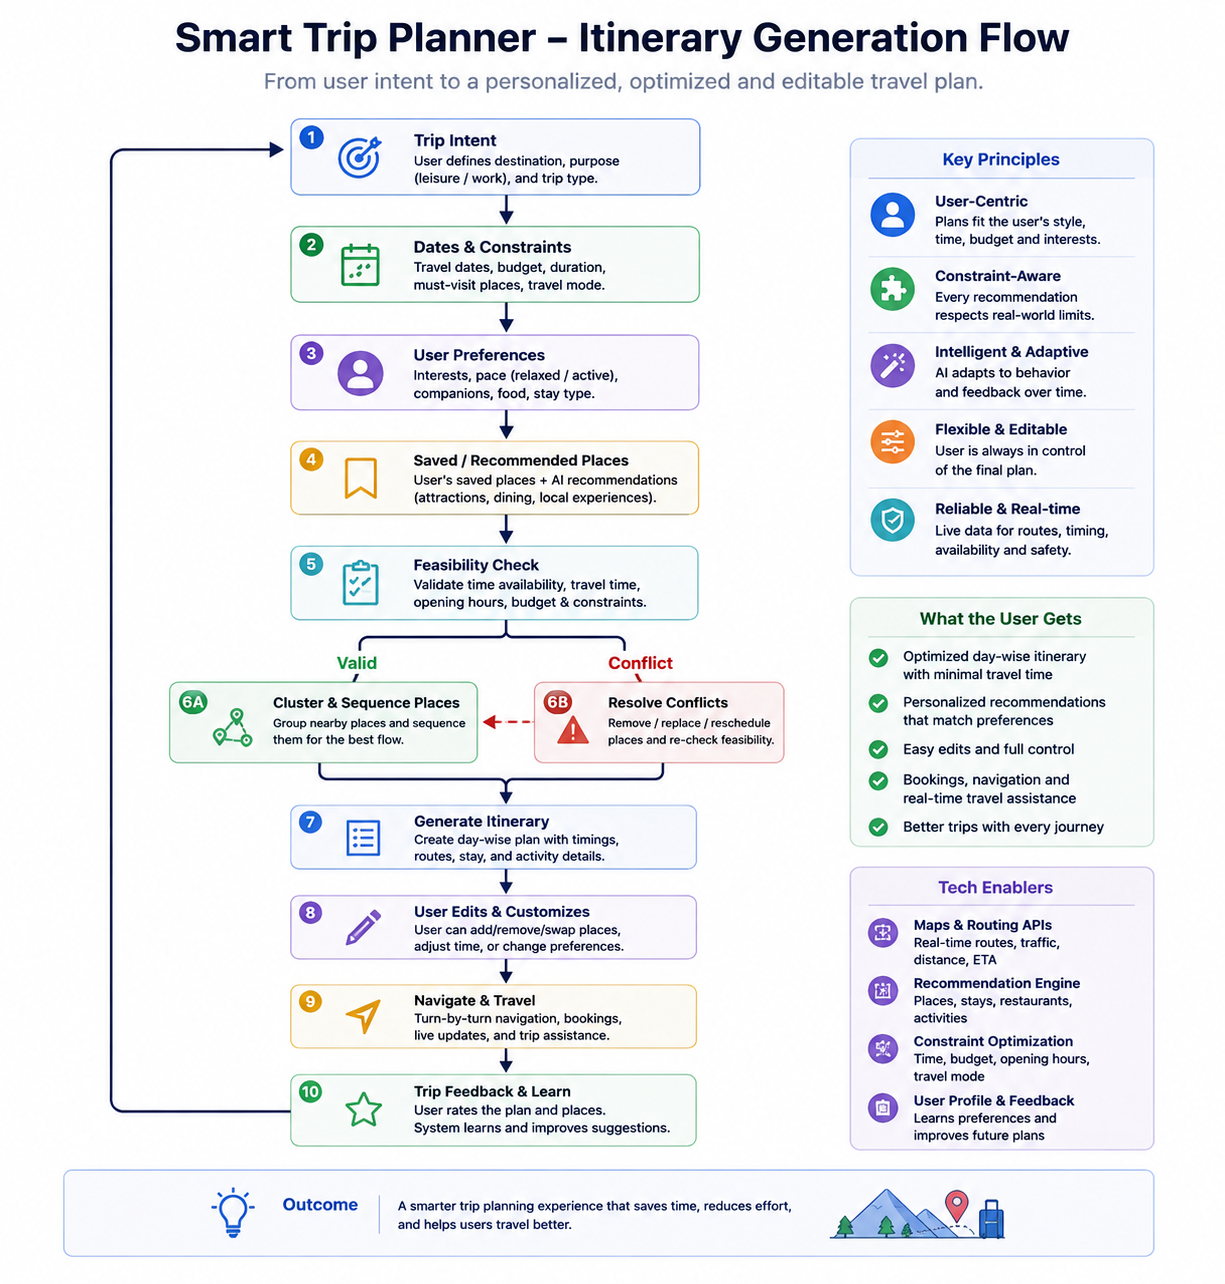 Smart Trip Planner – Itinerary Generation Flow
From user intent to a personalized, optimized and editable travel plan.
1
Trip Intent
User defines destination, purpose
(leisure / work), and trip type.
2
Dates & Constraints
Travel dates, budget, duration,
must-visit places, travel mode.
3
User Preferences
Interests, pace (relaxed / active),
companions, food, stay type.
4
Saved / Recommended Places
User's saved places + AI recommendations
(attractions, dining, local experiences).
5
Feasibility Check
Validate time availability, travel time,
opening hours, budget & constraints.
Valid
Conflict
6A
Cluster & Sequence Places
Group nearby places and sequence
them for the best flow.
6B
Resolve Conflicts
Remove / replace / reschedule
places and re-check feasibility.
7
Generate Itinerary
Create day-wise plan with timings,
routes, stay, and activity details.
8
User Edits & Customizes
User can add/remove/swap places,
adjust time, or change preferences.
9
Navigate & Travel
Turn-by-turn navigation, bookings,
live updates, and trip assistance.
10
Trip Feedback & Learn
User rates the plan and places.
System learns and improves suggestions.
Key Principles
User-Centric
Plans fit the user's style,
time, budget and interests.
Constraint-Aware
Every recommendation
respects real-world limits.
Intelligent & Adaptive
AI adapts to behavior
and feedback over time.
Flexible & Editable
User is always in control
of the final plan.
Reliable & Real-time
Live data for routes, timing,
availability and safety.
What the User Gets
Optimized day-wise itinerary
with minimal travel time
Personalized recommendations
that match preferences
Easy edits and full control
Bookings, navigation and
real-time travel assistance
Better trips with every journey
Tech Enablers
Maps & Routing APIs
Real-time routes, traffic,
distance, ETA
Recommendation Engine
Places, stays, restaurants,
activities
Constraint Optimization
Time, budget, opening hours,
travel mode
User Profile & Feedback
Learns preferences and
improves future plans
Outcome
A smarter trip planning experience that saves time, reduces effort,
and helps users travel better.